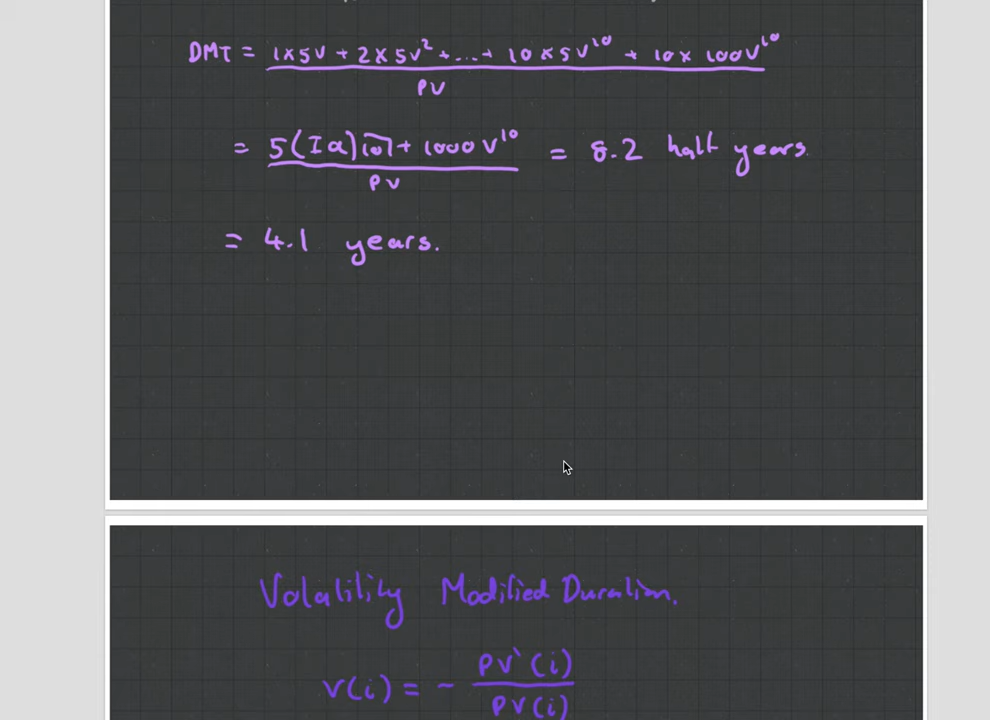 DMT = 1×5v + 2×5v² + ... + 10×5v¹⁰ + 10×100v¹⁰
PV
= 5(Ia)10⌉ + 1000v¹⁰ = 8.2 half years.
PV
= 4.1 years.
Volatility Modified Duration.
v(i) = - PV'(i)
PV(i)